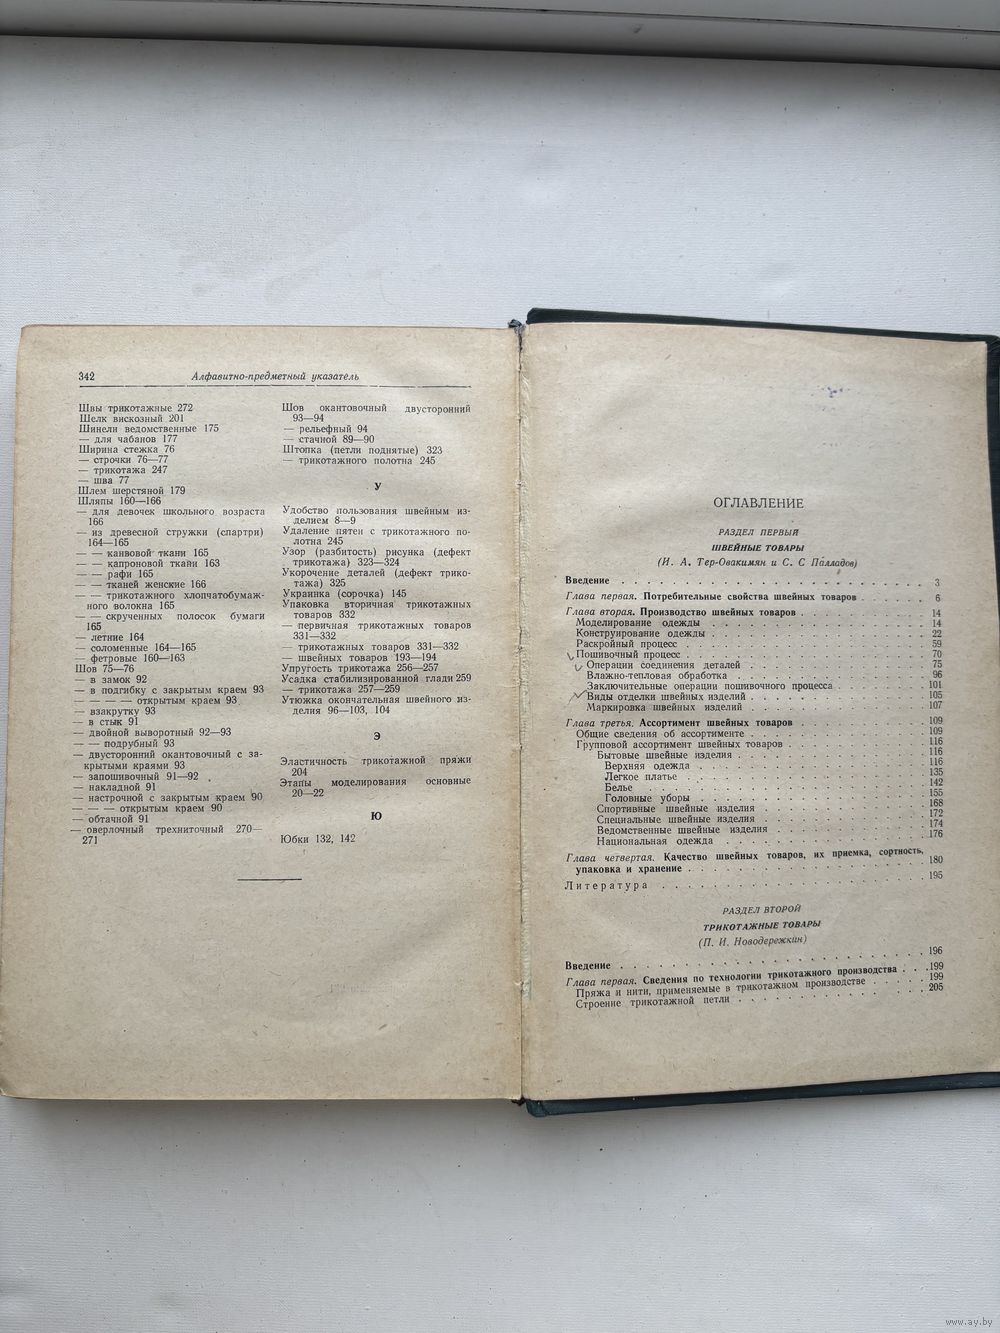 342
Алфавитно-предметный указатель
Швы трикотажные 272
Шелк вискозный 201
Шинели ведомственные 175
— для чабанов 177
Ширина стежка 76
— строчки 76—77
— трикотажа 247
— шва 77
Шлем шерстяной 179
Шляпы 160—166
— для девочек школьного возраста
166
— из древесной стружки (спартри)
164—165
— — канвовой ткани 165
— — капроновой ткани 163
— — рафи 165
— — тканей женские 166
— — трикотажного хлопчатобумаж-
ного волокна 165
— — скрученных полосок бумаги
165
— летние 164
— соломенные 164—165
— фетровые 160—163
Шов 75—76
— в замок 92
— в подгибку с закрытым краем 93
— — — — открытым краем 93
— взакрутку 93
— в стык 91
— двойной выворотный 92—93
— — подрубный 93
— двусторонний окантовочный с за-
крытыми краями 93
— запошивочный 91—92
— накладной 91
— настрочной с закрытым краем 90
— — — открытым краем 90
— обтачной 91
— оверлочный трехниточный 270—
271
Шов окантовочный двусторонний
93—94
— рельефный 94
— стачной 89—90
Штопка (петли поднятые) 323
— трикотажного полотна 245
У
Удобство пользования швейным из-
делием 8—9
Удаление пятен с трикотажного по-
лотна 245
Узор (разбитость) рисунка (дефект
трикотажа) 323—324
Укорочение деталей (дефект трико-
тажа) 325
Украинка (сорочка) 145
Упаковка вторичная трикотажных
товаров 332
— первичная трикотажных товаров
331—332
— трикотажных товаров 331—332
— швейных товаров 193—194
Упругость трикотажа 256—257
Усадка стабилизированной глади 259
— трикотажа 257—259
Утюжка окончательная швейного из-
делия 96—103, 104
Э
Эластичность трикотажной пряжи
204
Этапы моделирования основные
20—22
Ю
Юбки 132, 142
ОГЛАВЛЕНИЕ
РАЗДЕЛ ПЕРВЫЙ
ШВЕЙНЫЕ ТОВАРЫ
(И. А. Тер-Овакимян и С. С Палладов)
Введение . . . 3
Глава первая. Потребительные свойства швейных товаров . . . 6
Глава вторая. Производство швейных товаров . . . 14
Моделирование одежды . . . 14
Конструирование одежды . . . 22
Раскройный процесс . . . 59
Пошивочный процесс . . . 70
Операции соединения деталей . . . 75
Влажно-тепловая обработка . . . 96
Заключительные операции пошивочного процесса . . . 101
Виды отделки швейных изделий . . . 105
Маркировка швейных изделий . . . 107
Глава третья. Ассортимент швейных товаров . . . 109
Общие сведения об ассортименте . . . 109
Групповой ассортимент швейных товаров . . . 116
Бытовые швейные изделия . . . 116
Верхняя одежда . . . 116
Легкое платье . . . 135
Белье . . . 142
Головные уборы . . . 155
Спортивные швейные изделия . . . 168
Специальные швейные изделия . . . 172
Ведомственные швейные изделия . . . 174
Национальная одежда . . . 176
Глава четвертая. Качество швейных товаров, их приемка, сортность,
упаковка и хранение . . . 180
Литература . . . 195
РАЗДЕЛ ВТОРОЙ
ТРИКОТАЖНЫЕ ТОВАРЫ
(П. И. Новодережкин)
Введение . . . 196
Глава первая. Сведения по технологии трикотажного производства . . . 199
Пряжа и нити, применяемые в трикотажном производстве . . . 199
Строение трикотажной петли . . . 205
www.ay.by